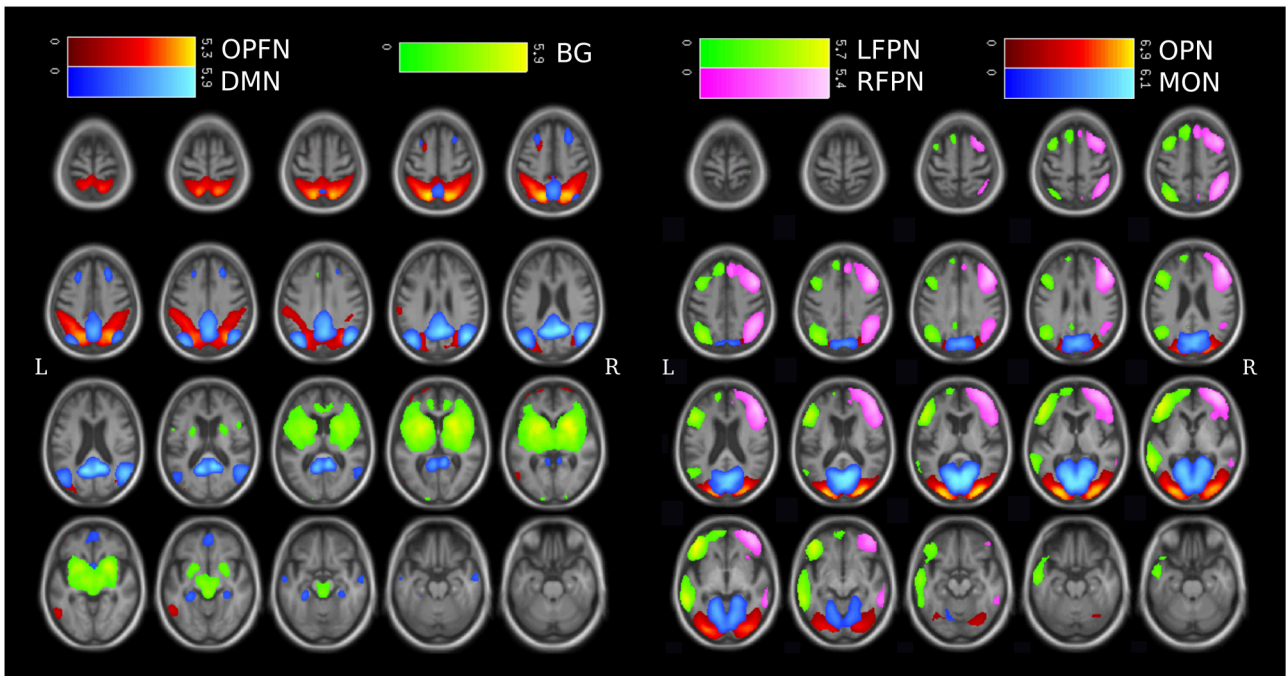 0 5.3 OPFN
0 5.9 DMN
0 5.9 BG
0 5.7 LFPN
0 5.4 RFPN
0 6.9 OPN
0 6.1 MON
L R
L R